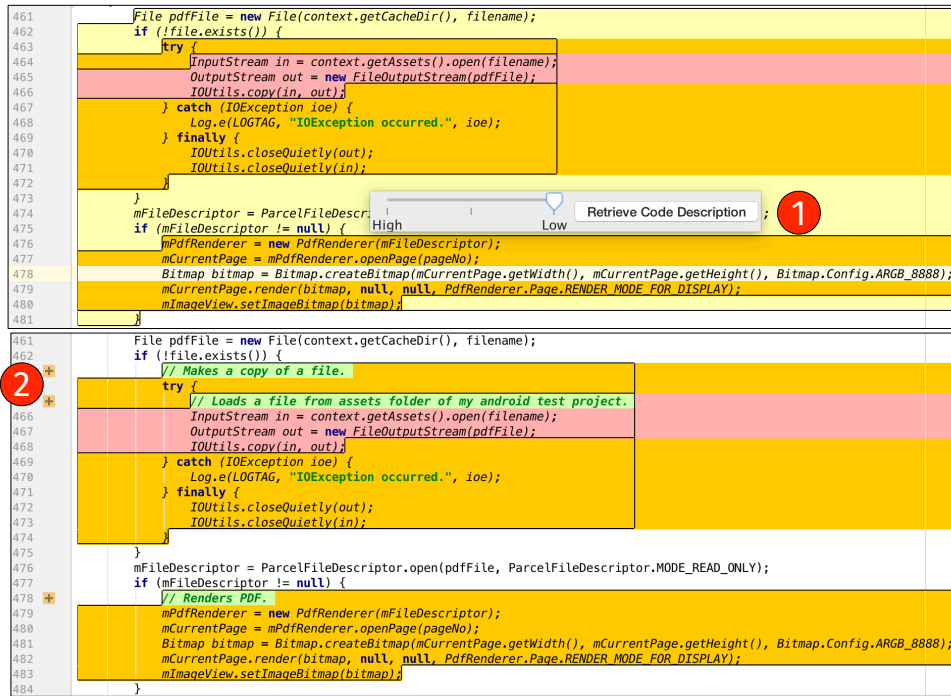 461 File pdfFile = new File(context.getCacheDir(), filename);
462 if (!file.exists()) {
463 try {
464 InputStream in = context.getAssets().open(filename);
465 OutputStream out = new FileOutputStream(pdfFile);
466 IOUtils.copy(in, out);
467 } catch (IOException ioe) {
468 Log.e(LOGTAG, "IOException occurred.", ioe);
469 } finally {
470 IOUtils.closeQuietly(out);
471 IOUtils.closeQuietly(in);
472 }
473 }
474 mFileDescriptor = ParcelFileDescri ;
High Low Retrieve Code Description 1
475 if (mFileDescriptor != null) {
476 mPdfRenderer = new PdfRenderer(mFileDescriptor);
477 mCurrentPage = mPdfRenderer.openPage(pageNo);
478 Bitmap bitmap = Bitmap.createBitmap(mCurrentPage.getWidth(), mCurrentPage.getHeight(), Bitmap.Config.ARGB_8888);
479 mCurrentPage.render(bitmap, null, null, PdfRenderer.Page.RENDER_MODE_FOR_DISPLAY);
480 mImageView.setImageBitmap(bitmap);
481 }
461 File pdfFile = new File(context.getCacheDir(), filename);
462 if (!file.exists()) {
// Makes a copy of a file.
2 try {
// Loads a file from assets folder of my android test project.
466 InputStream in = context.getAssets().open(filename);
467 OutputStream out = new FileOutputStream(pdfFile);
468 IOUtils.copy(in, out);
469 } catch (IOException ioe) {
470 Log.e(LOGTAG, "IOException occurred.", ioe);
471 } finally {
472 IOUtils.closeQuietly(out);
473 IOUtils.closeQuietly(in);
474 }
475 }
476 mFileDescriptor = ParcelFileDescriptor.open(pdfFile, ParcelFileDescriptor.MODE_READ_ONLY);
477 if (mFileDescriptor != null) {
478 // Renders PDF.
479 mPdfRenderer = new PdfRenderer(mFileDescriptor);
480 mCurrentPage = mPdfRenderer.openPage(pageNo);
481 Bitmap bitmap = Bitmap.createBitmap(mCurrentPage.getWidth(), mCurrentPage.getHeight(), Bitmap.Config.ARGB_8888);
482 mCurrentPage.render(bitmap, null, null, PdfRenderer.Page.RENDER_MODE_FOR_DISPLAY);
483 mImageView.setImageBitmap(bitmap);
484 }